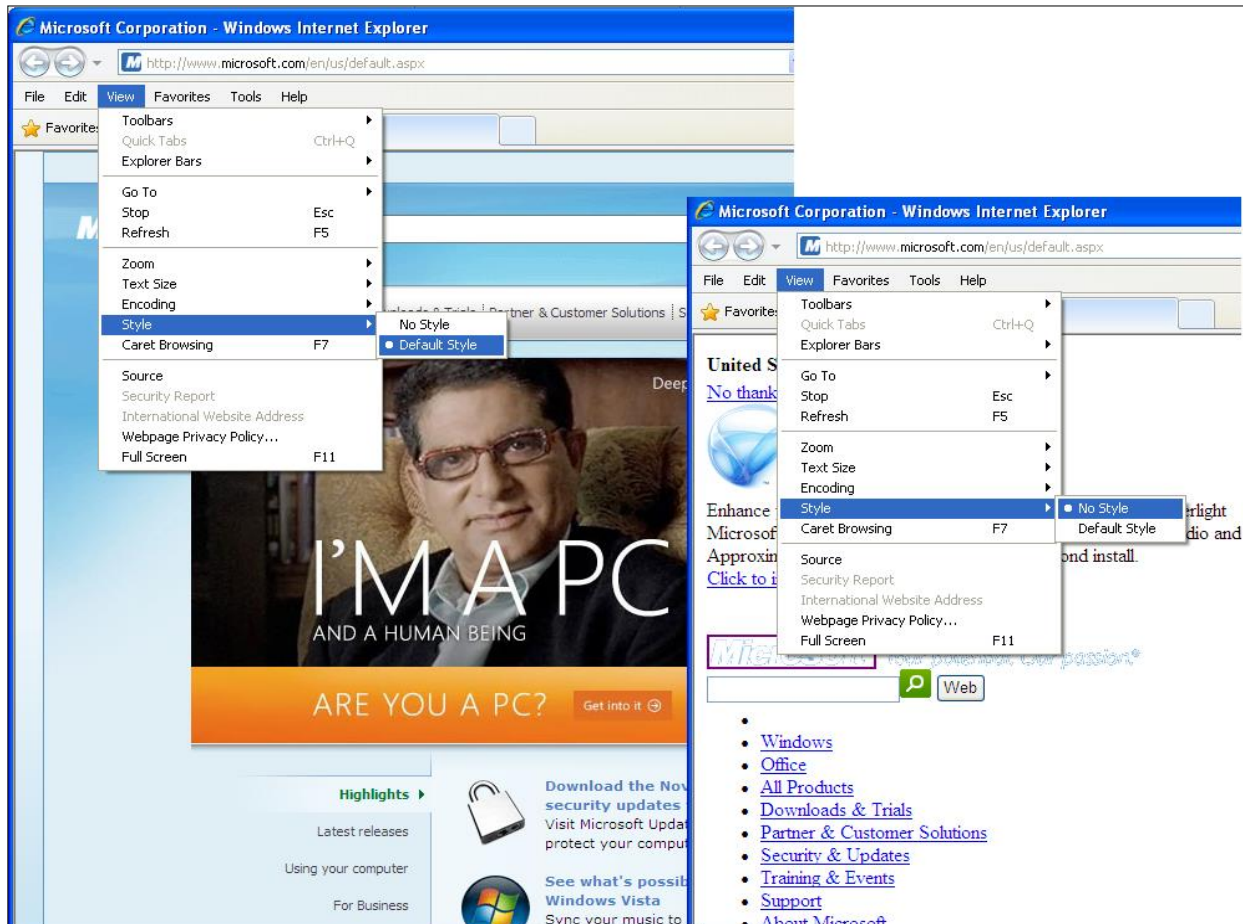 Microsoft Corporation - Windows Internet Explorer
http://www.microsoft.com/en/us/default.aspx
File Edit View Favorites Tools Help
Favorites
Toolbars
Quick Tabs Ctrl+Q
Explorer Bars
Go To
Stop Esc
Refresh F5
Zoom
Text Size
Encoding
Style
No Style
Default Style
Caret Browsing F7
Source
Security Report
International Website Address
Webpage Privacy Policy...
Full Screen F11
& Trials Partner & Customer Solutions S
Deep
I'M A PC
AND A HUMAN BEING
ARE YOU A PC? Get into it
Highlights
Latest releases
Using your computer
For Business
Download the Nov
security updates
Visit Microsoft Updat
protect your comput
See what's possib
Windows Vista
Sync your music to
Microsoft Corporation - Windows Internet Explorer
http://www.microsoft.com/en/us/default.aspx
File Edit View Favorites Tools Help
Favorites
Toolbars
Quick Tabs Ctrl+Q
Explorer Bars
Go To
Stop Esc
Refresh F5
Zoom
Text Size
Encoding
Style
No Style
Default Style
Caret Browsing F7
Source
Security Report
International Website Address
Webpage Privacy Policy...
Full Screen F11
United S
No thank
Enhance erlight
Microsof dio and
Approxin ond install.
Click to i
Microsoft Your potential. Our passion.®
Web
Windows
Office
All Products
Downloads & Trials
Partner & Customer Solutions
Security & Updates
Training & Events
Support
About Microsoft